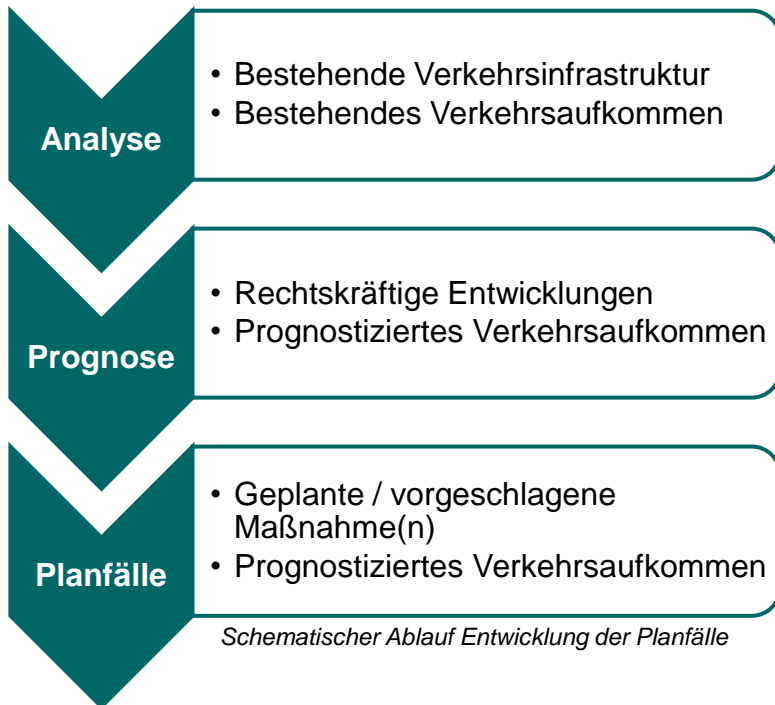 Analyse
• Bestehende Verkehrsinfrastruktur
• Bestehendes Verkehrsaufkommen
Prognose
• Rechtskräftige Entwicklungen
• Prognostiziertes Verkehrsaufkommen
Planfälle
• Geplante / vorgeschlagene
Maßnahme(n)
• Prognostiziertes Verkehrsaufkommen
Schematischer Ablauf Entwicklung der Planfälle